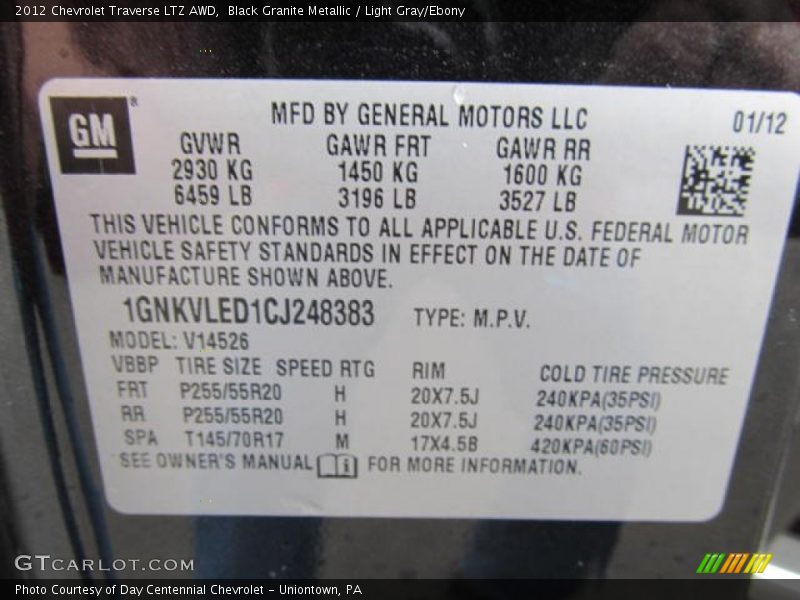 2012 Chevrolet Traverse LTZ AWD,  Black Granite Metallic / Light Gray/Ebony
GM®
MFD BY GENERAL MOTORS LLC
01/12
GVWR GAWR FRT GAWR RR
2930 KG 1450 KG 1600 KG
6459 LB 3196 LB 3527 LB
THIS VEHICLE CONFORMS TO ALL APPLICABLE U.S. FEDERAL MOTOR
VEHICLE SAFETY STANDARDS IN EFFECT ON THE DATE OF
MANUFACTURE SHOWN ABOVE.
1GNKVLED1CJ248383 TYPE: M.P.V.
MODEL: V14526
VBBP TIRE SIZE SPEED RTG RIM COLD TIRE PRESSURE
FRT P255/55R20 H 20X7.5J 240KPA(35PSI)
RR P255/55R20 H 20X7.5J 240KPA(35PSI)
SPA T145/70R17 M 17X4.5B 420KPA(60PSI)
SEE OWNER'S MANUAL i FOR MORE INFORMATION.
GTCARLOT.COM
Photo Courtesy of Day Centennial Chevrolet - Uniontown, PA